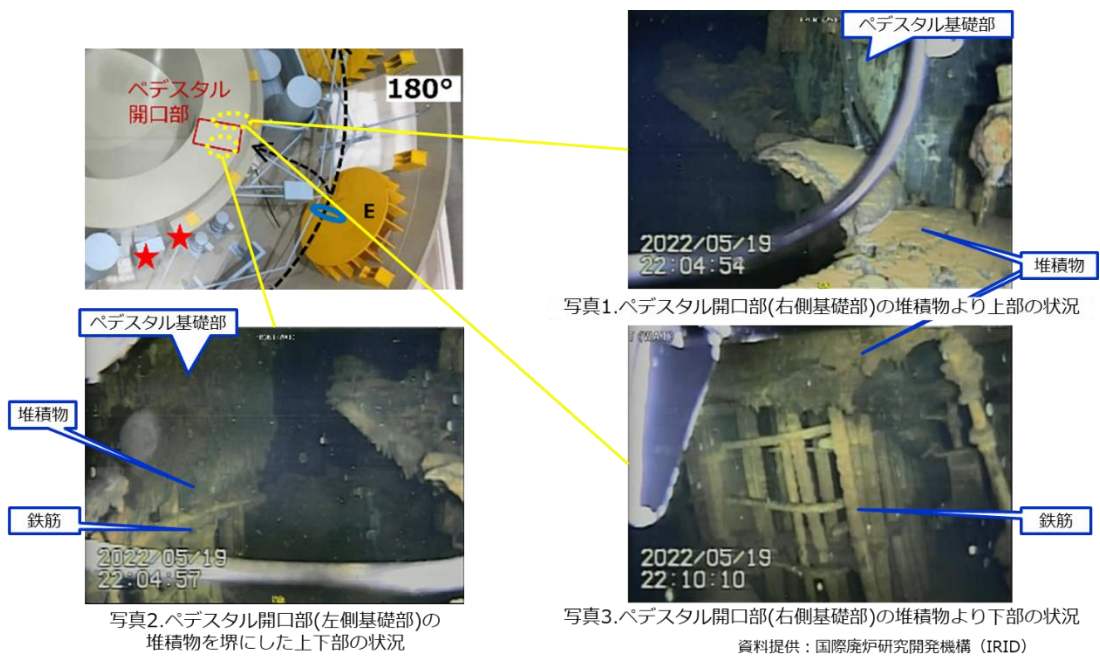 ペデスタル
開口部
180°
E
ペデスタル基礎部
2022/05/19
22:04:54
堆積物
写真1.ペデスタル開口部(右側基礎部)の堆積物より上部の状況
ペデスタル基礎部
堆積物
鉄筋
2022/05/19
22:04:57
写真2.ペデスタル開口部(左側基礎部)の
堆積物を堺にした上下部の状況
2022/05/19
22:10:10
鉄筋
写真3.ペデスタル開口部(右側基礎部)の堆積物より下部の状況
資料提供：国際廃炉研究開発機構（IRID）